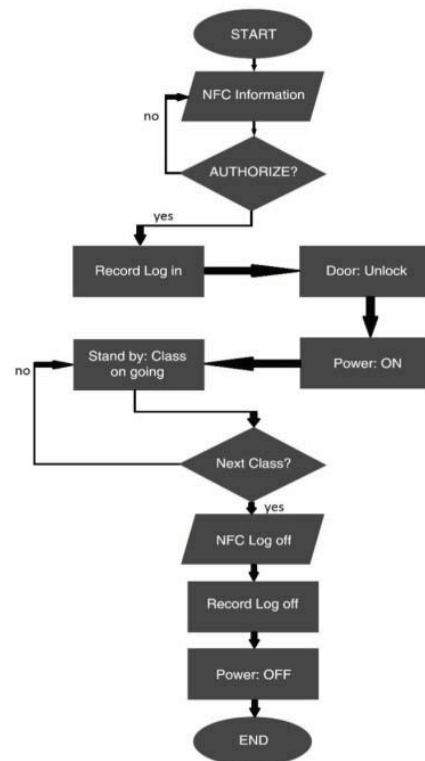 START
NFC Information
no
AUTHORIZE?
yes
Record Log in
Door: Unlock
Stand by: Class
on going
Power: ON
no
Next Class?
yes
NFC Log off
Record Log off
Power: OFF
END